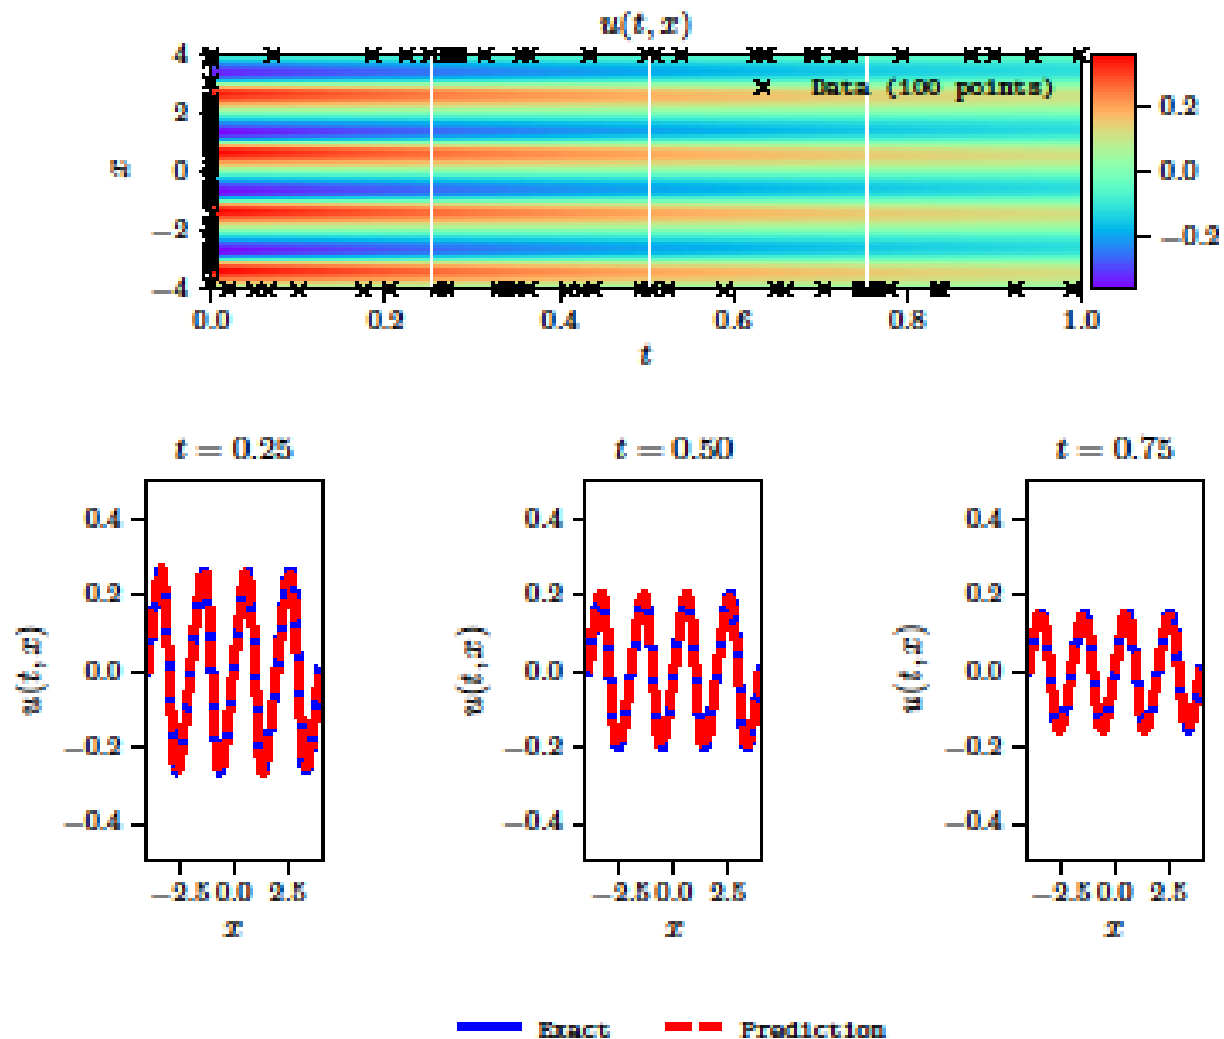 u(t, x)
4
2
0
−2
−4
x
Data (100 points)
0.2
0.0
−0.2
0.0 0.2 0.4 0.6 0.8 1.0
t
t = 0.25
t = 0.50
t = 0.75
u(t, x)
0.4
0.2
0.0
−0.2
−0.4
−2.5 0.0 2.5
x
u(t, x)
0.4
0.2
0.0
−0.2
−0.4
−2.5 0.0 2.5
x
u(t, x)
0.4
0.2
0.0
−0.2
−0.4
−2.5 0.0 2.5
x
Exact Prediction